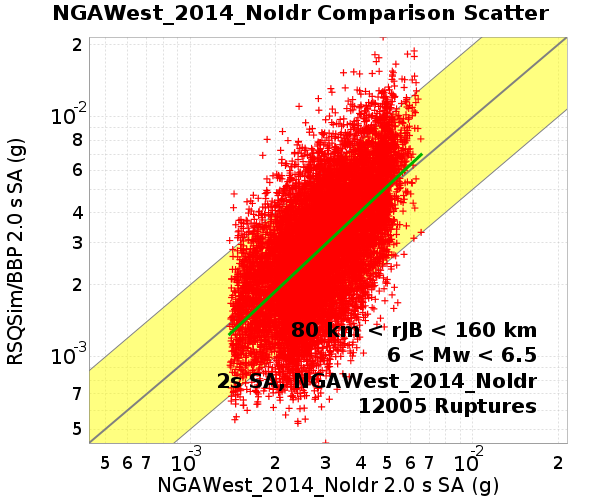 NGAWest_2014_NoIdr Comparison Scatter
RSQSim/BBP 2.0 s SA (g)
2
10-2
8
6
4
3
2
10-3
7
5
80 km < rJB < 160 km
6 < Mw < 6.5
2s SA, NGAWest_2014_NoIdr
12005 Ruptures
5 6 7 10-3 2 3 4 5 6 7 10-2 2
NGAWest_2014_NoIdr 2.0 s SA (g)